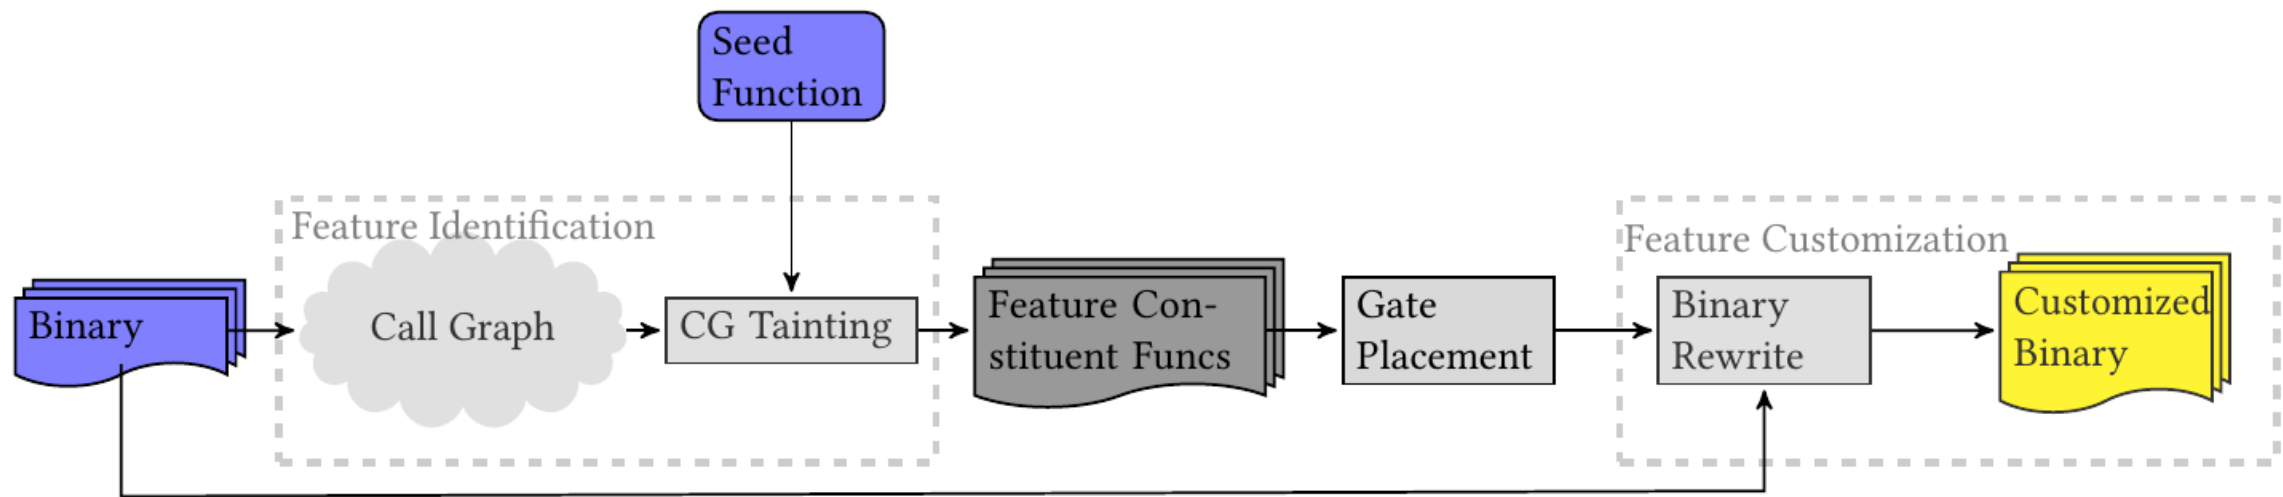 Seed
Function
Feature Identification
Feature Customization
Binary
Call Graph
CG Tainting
Feature Con-
stituent Funcs
Gate
Placement
Binary
Rewrite
Customized
Binary